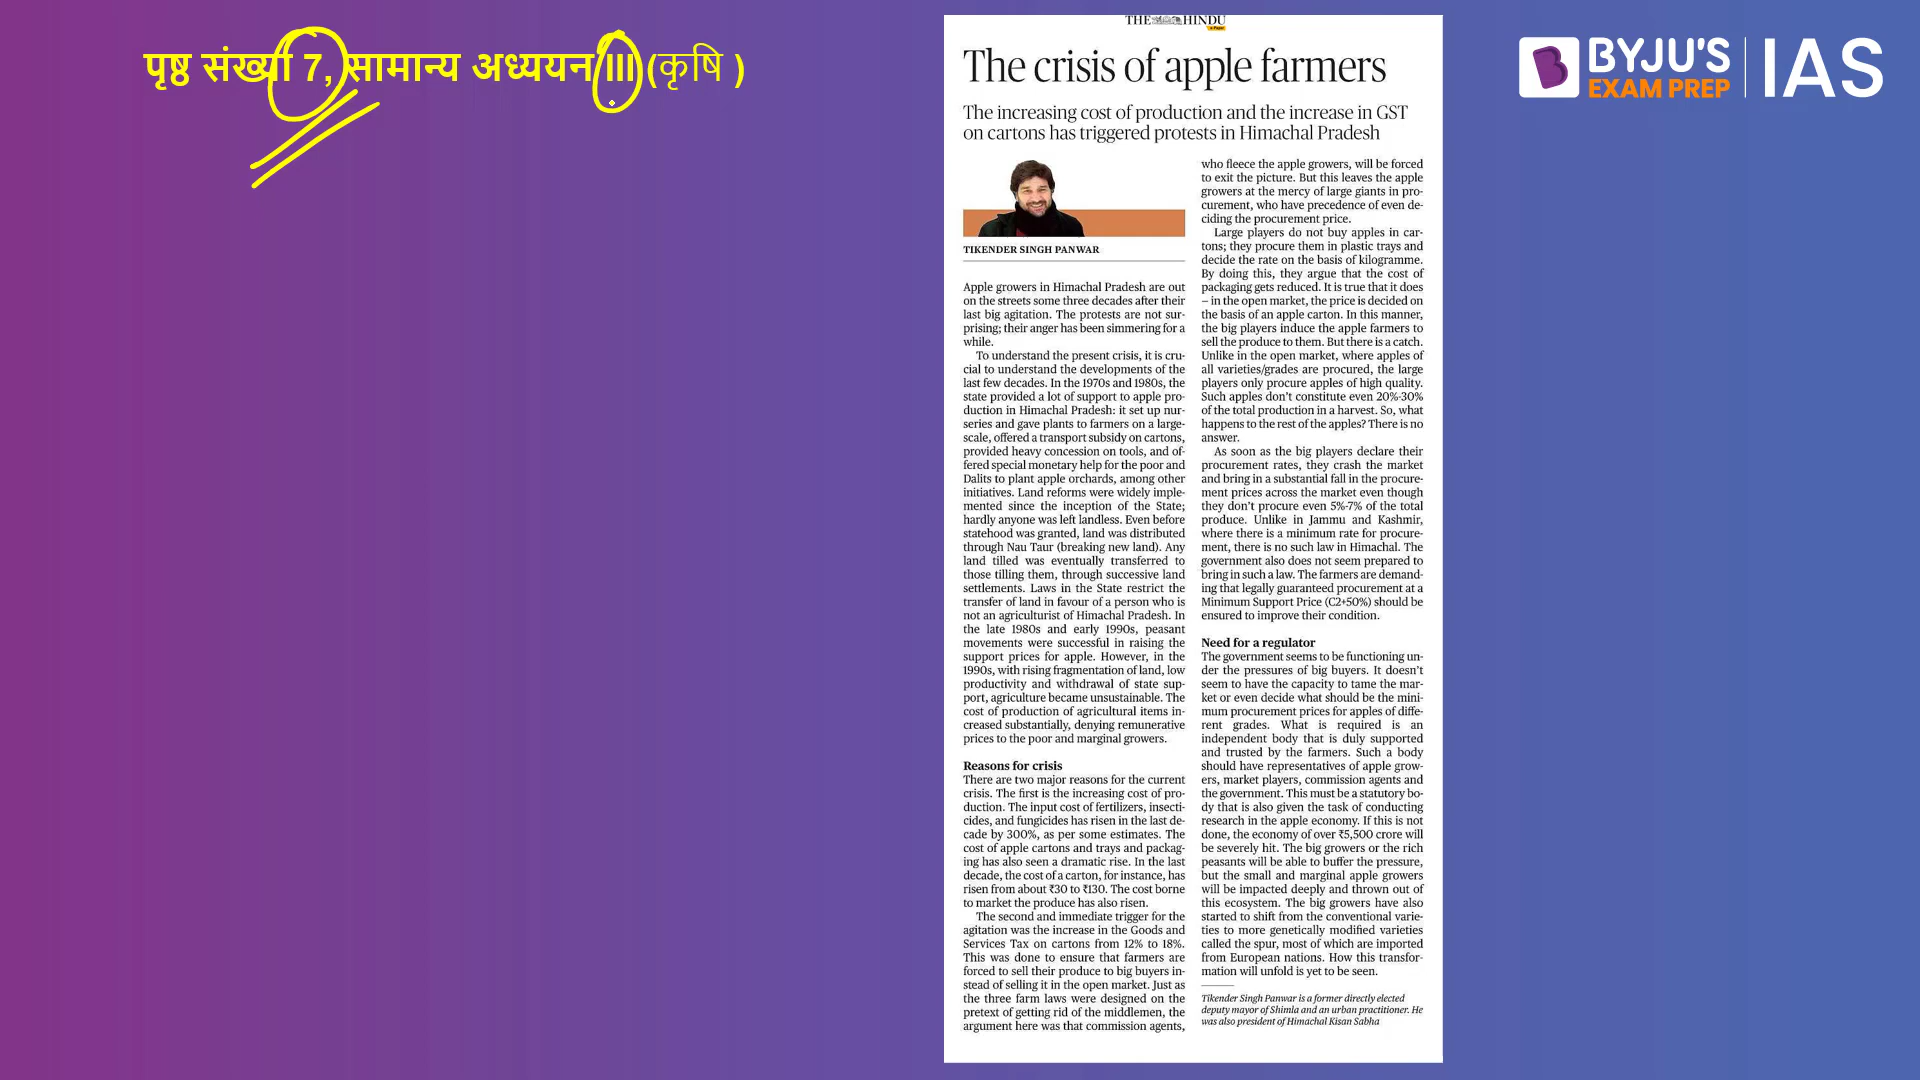 पृष्ठ संख्या 7, सामान्य अध्ययन III (कृषि )
THE HINDU
The crisis of apple farmers
The increasing cost of production and the increase in GST
on cartons has triggered protests in Himachal Pradesh
TIKENDER SINGH PANWAR
Apple growers in Himachal Pradesh are out
on the streets some three decades after their
last big agitation. The protests are not sur-
prising; their anger has been simmering for a
while.
To understand the present crisis, it is cru-
cial to understand the developments of the
last few decades. In the 1970s and 1980s, the
state provided a lot of support to apple pro-
duction in Himachal Pradesh: it set up nur-
series and gave plants to farmers on a large-
scale, offered a transport subsidy on cartons,
provided heavy concession on tools, and of-
fered special monetary help for the poor and
Dalits to plant apple orchards, among other
initiatives. Land reforms were widely imple-
mented since the inception of the State;
hardly anyone was left landless. Even before
statehood was granted, land was distributed
through Nau Taur (breaking new land). Any
land tilled was eventually transferred to
those tilling them, through successive land
settlements. Laws in the State restrict the
transfer of land in favour of a person who is
not an agriculturist of Himachal Pradesh. In
the late 1980s and early 1990s, peasant
movements were successful in raising the
support prices for apple. However, in the
1990s, with rising fragmentation of land, low
productivity and withdrawal of state sup-
port, agriculture became unsustainable. The
cost of production of agricultural items in-
creased substantially, denying remunerative
prices to the poor and marginal growers.
Reasons for crisis
There are two major reasons for the current
crisis. The first is the increasing cost of pro-
duction. The input cost of fertilizers, insecti-
cides, and fungicides has risen in the last de-
cade by 300%, as per some estimates. The
cost of apple cartons and trays and packag-
ing has also seen a dramatic rise. In the last
decade, the cost of a carton, for instance, has
risen from about ₹30 to ₹130. The cost borne
to market the produce has also risen.
The second and immediate trigger for the
agitation was the increase in the Goods and
Services Tax on cartons from 12% to 18%.
This was done to ensure that farmers are
forced to sell their produce to big buyers in-
stead of selling it in the open market. Just as
the three farm laws were designed on the
pretext of getting rid of the middlemen, the
argument here was that commission agents,
who fleece the apple growers, will be forced
to exit the picture. But this leaves the apple
growers at the mercy of large giants in pro-
curement, who have precedence of even de-
ciding the procurement price.
Large players do not buy apples in car-
tons; they procure them in plastic trays and
decide the rate on the basis of kilogramme.
By doing this, they argue that the cost of
packaging gets reduced. It is true that it does
– in the open market, the price is decided on
the basis of an apple carton. In this manner,
the big players induce the apple farmers to
sell the produce to them. But there is a catch.
Unlike in the open market, where apples of
all varieties/grades are procured, the large
players only procure apples of high quality.
Such apples don't constitute even 20%-30%
of the total production in a harvest. So, what
happens to the rest of the apples? There is no
answer.
As soon as the big players declare their
procurement rates, they crash the market
and bring in a substantial fall in the procure-
ment prices across the market even though
they don't procure even 5%-7% of the total
produce. Unlike in Jammu and Kashmir,
where there is a minimum rate for procure-
ment, there is no such law in Himachal. The
government also does not seem prepared to
bring in such a law. The farmers are demand-
ing that legally guaranteed procurement at a
Minimum Support Price (C2+50%) should be
ensured to improve their condition.
Need for a regulator
The government seems to be functioning un-
der the pressures of big buyers. It doesn't
seem to have the capacity to tame the mar-
ket or even decide what should be the mini-
mum procurement prices for apples of diffe-
rent grades. What is required is an
independent body that is duly supported
and trusted by the farmers. Such a body
should have representatives of apple grow-
ers, market players, commission agents and
the government. This must be a statutory bo-
dy that is also given the task of conducting
research in the apple economy. If this is not
done, the economy of over ₹5,500 crore will
be severely hit. The big growers or the rich
peasants will be able to buffer the pressure,
but the small and marginal apple growers
will be impacted deeply and thrown out of
this ecosystem. The big growers have also
started to shift from the conventional varie-
ties to more genetically modified varieties
called the spur, most of which are imported
from European nations. How this transfor-
mation will unfold is yet to be seen.
Tikender Singh Panwar is a former directly elected
deputy mayor of Shimla and an urban practitioner. He
was also president of Himachal Kisan Sabha
BYJU'S
EXAM PREP
IAS